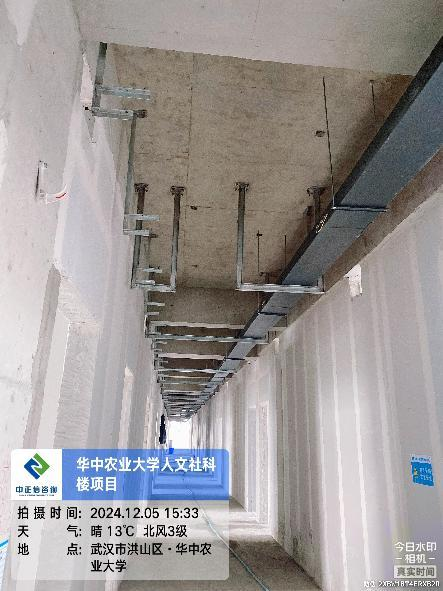 中正信咨询
华中农业大学人文社科
楼项目
拍摄时间: 2024.12.05 15:33
天气: 晴 13℃ 北风3级
地点: 武汉市洪山区·华中农
业大学
今日水印
-相机-
真实时间